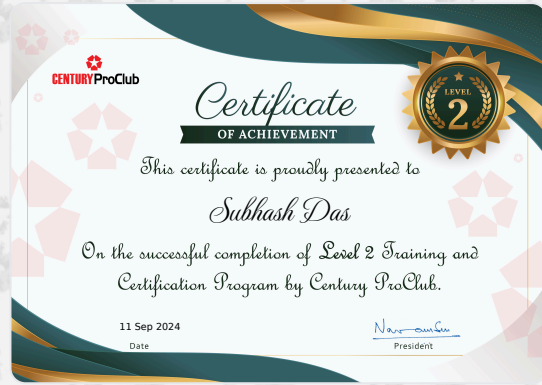 CENTURY ProClub
Certificate
OF ACHIEVEMENT
LEVEL
2
This certificate is proudly presented to
Subhash Das
On the successful completion of Level 2 Training and
Certification Program by Century ProClub.
11 Sep 2024
Date
President